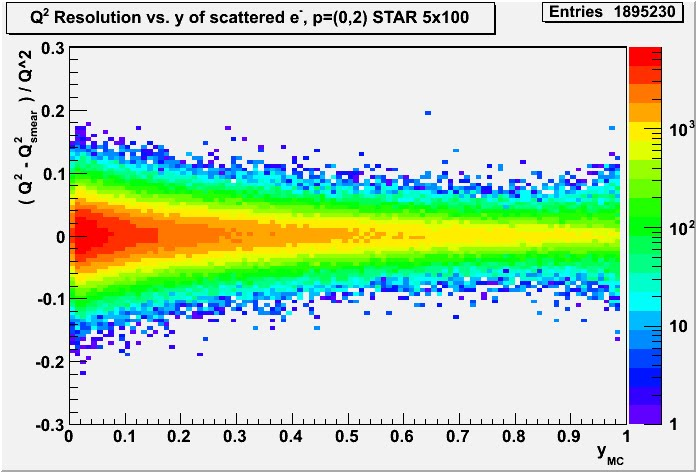 Q² Resolution vs. y of scattered e⁻, p=(0,2) STAR 5x100
Entries 1895230
( Q² - Q²smear ) / Q^2
0.3
0.2
0.1
0
-0.1
-0.2
-0.3
0 0.1 0.2 0.3 0.4 0.5 0.6 0.7 0.8 0.9 1
yMC
10³
10²
10
1